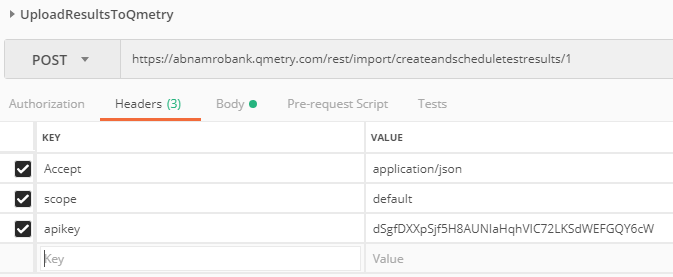 UploadResultsToQmetry
POST https://abnamrobank.qmetry.com/rest/import/createandscheduletestresults/1
Authorization Headers (3) Body Pre-request Script Tests
KEY VALUE
Accept application/json
scope default
apikey dSgfDXXpSjf5H8AUNIaHqhVIC72LKSdWEFGQY6cW
Key Value